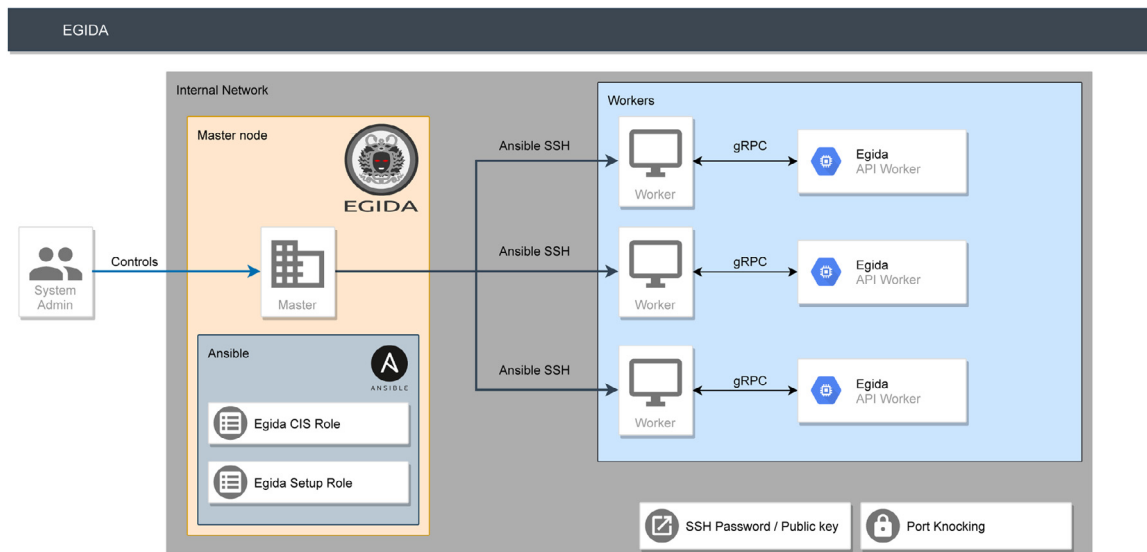 EGIDA
Internal Network
Master node
EGIDA
System
Admin
Controls
Master
Ansible
ANSIBLE
Egida CIS Role
Egida Setup Role
Ansible SSH
Ansible SSH
Ansible SSH
Workers
Worker
gRPC
Egida
API Worker
Worker
gRPC
Egida
API Worker
Worker
gRPC
Egida
API Worker
SSH Password / Public key
Port Knocking